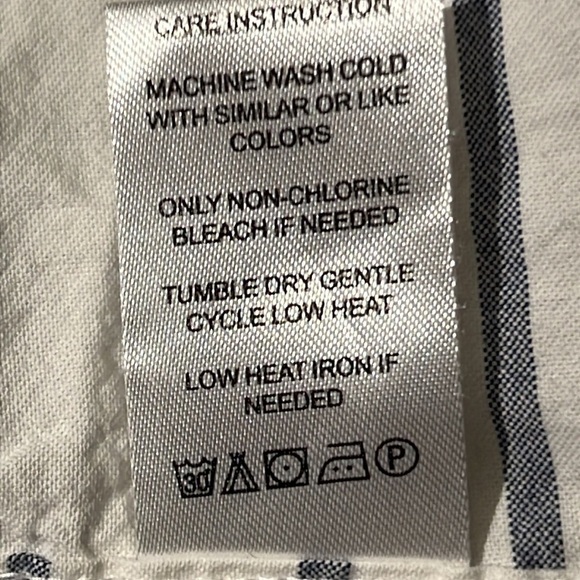 CARE INSTRUCTION
MACHINE WASH COLD
WITH SIMILAR OR LIKE
COLORS
ONLY NON-CHLORINE
BLEACH IF NEEDED
TUMBLE DRY GENTLE
CYCLE LOW HEAT
LOW HEAT IRON IF
NEEDED
30 P